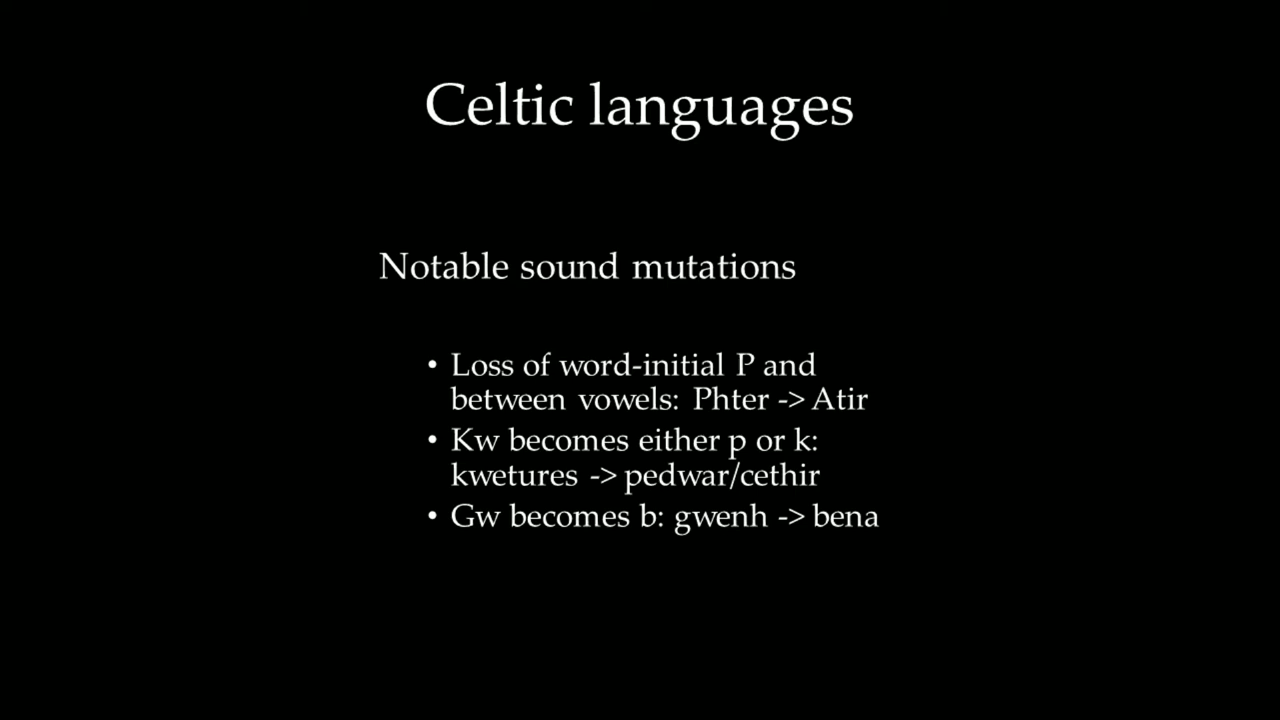 Celtic languages
Notable sound mutations
• Loss of word-initial P and
between vowels: Phter -> Atir
• Kw becomes either p or k:
kwetures -> pedwar/cethir
• Gw becomes b: gwenh -> bena